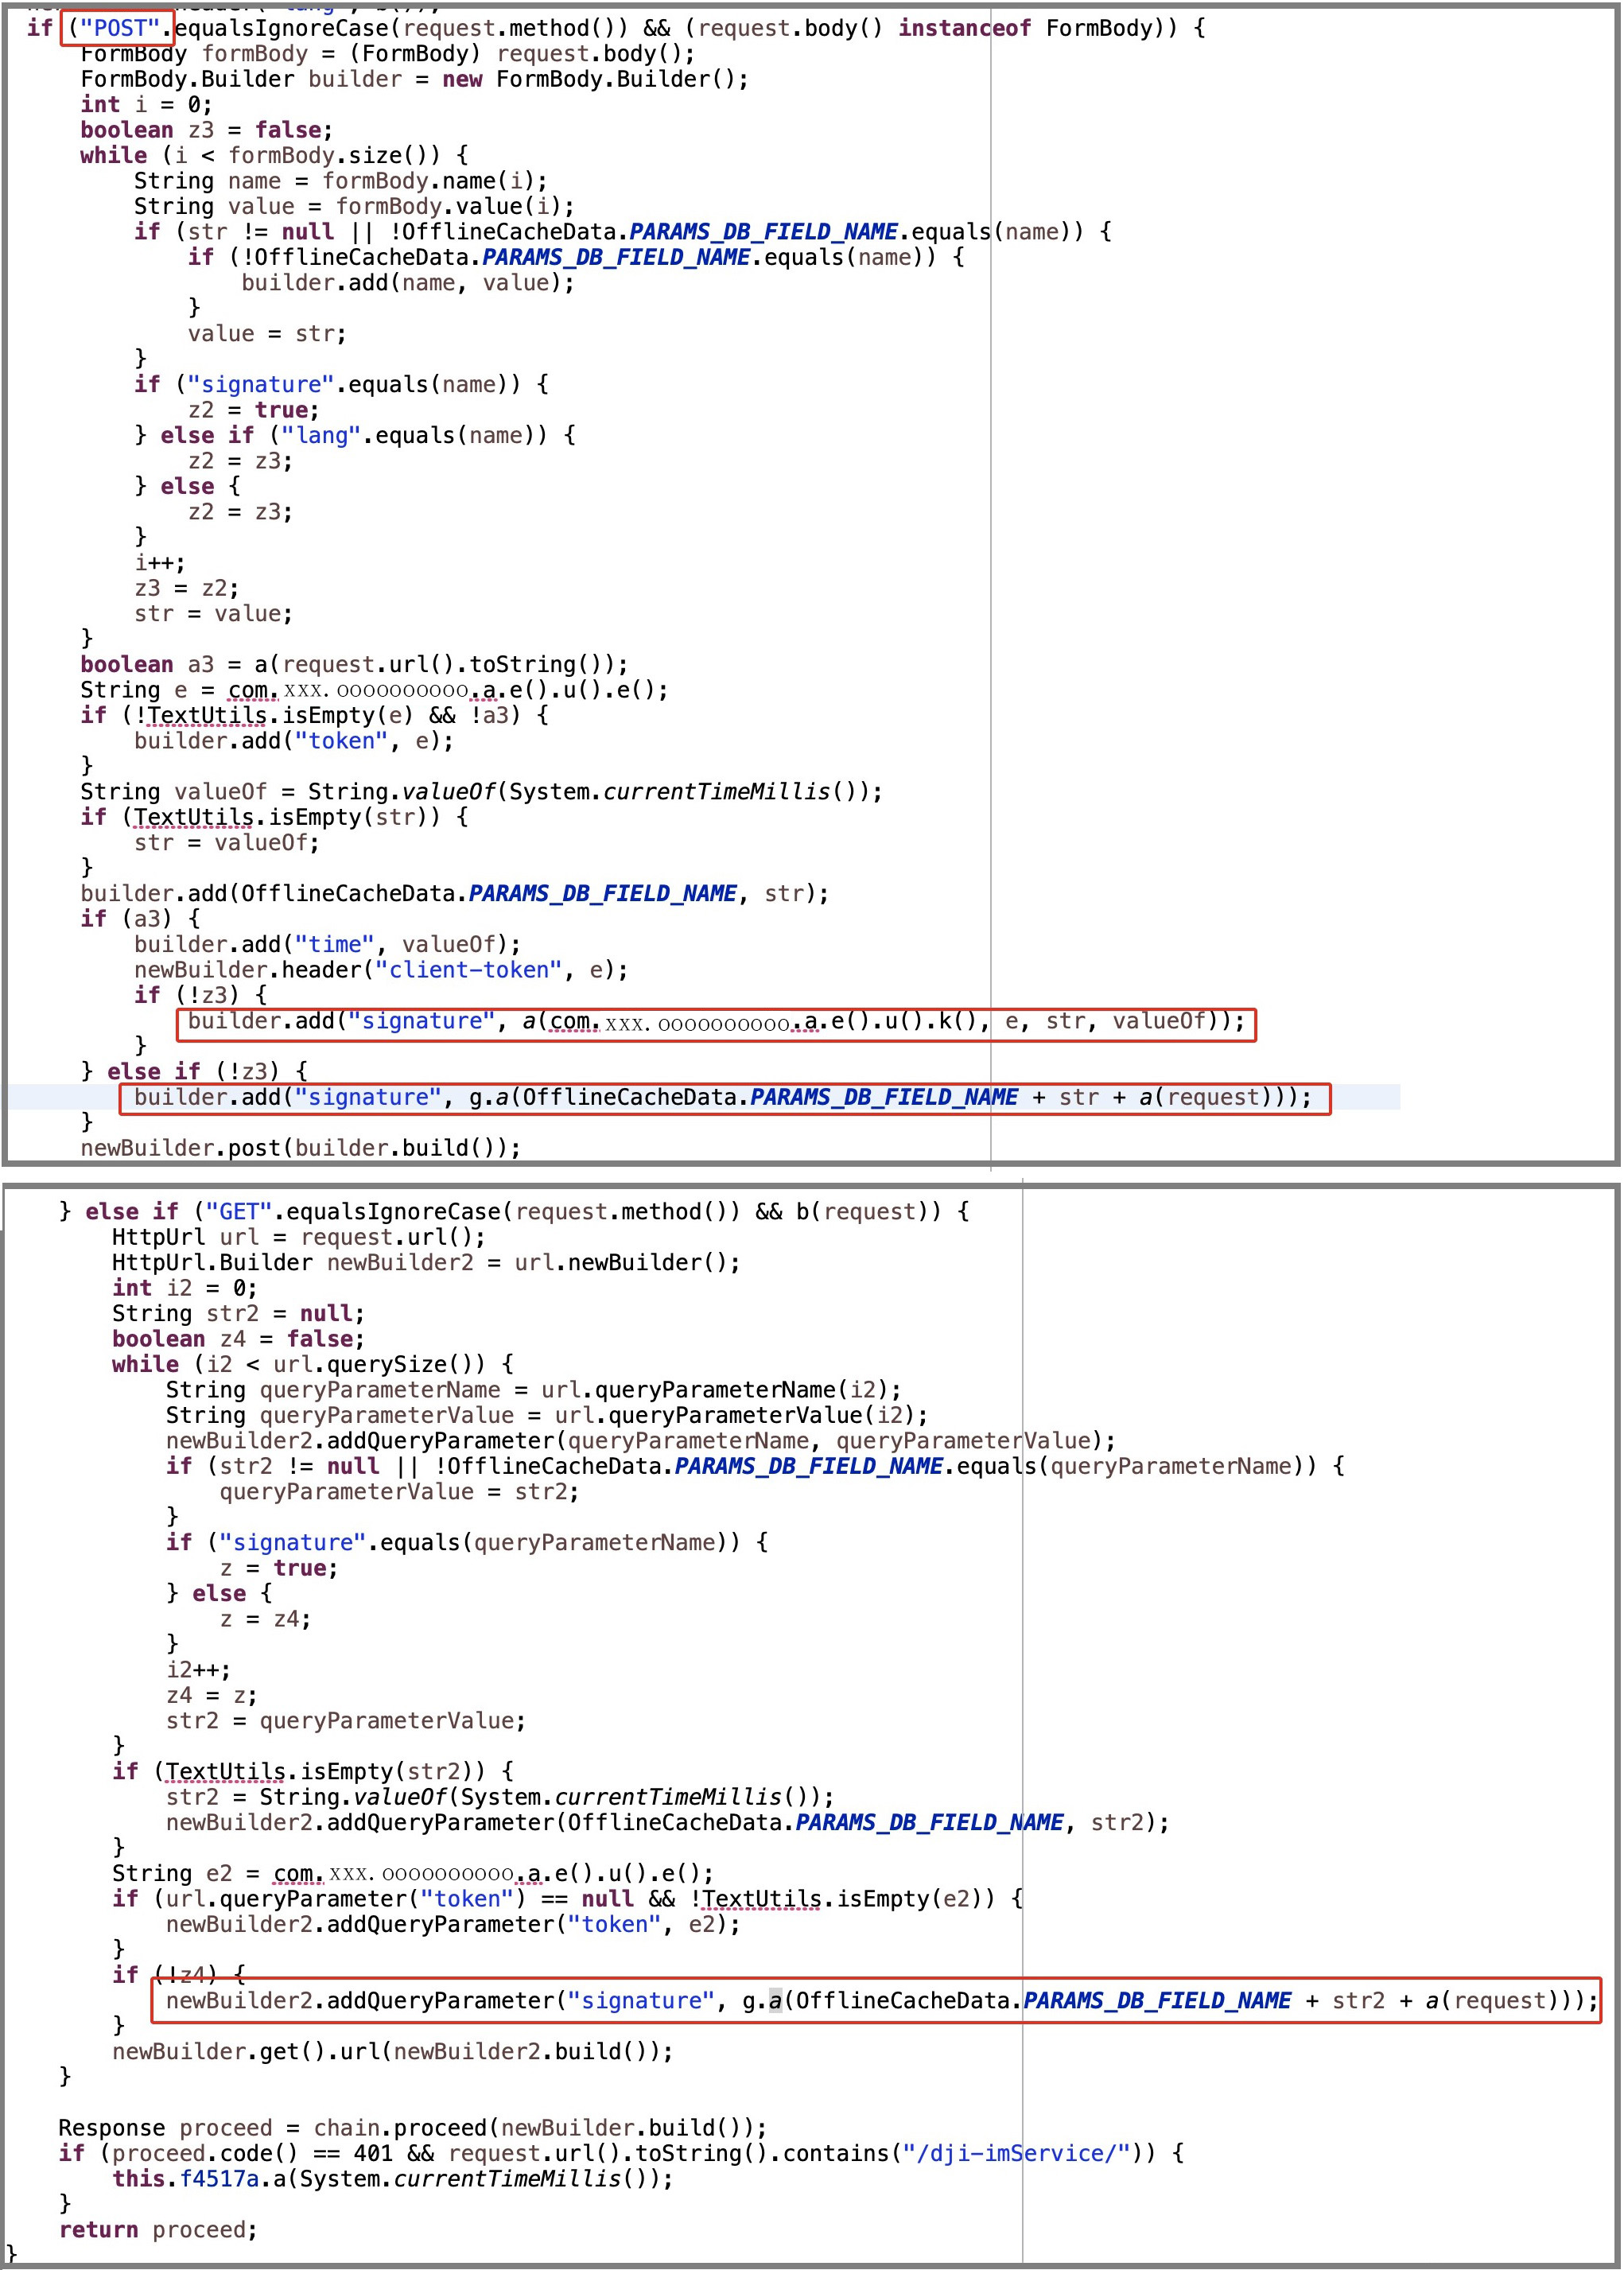 if ("POST".equalsIgnoreCase(request.method()) && (request.body() instanceof FormBody)) {
FormBody formBody = (FormBody) request.body();
FormBody.Builder builder = new FormBody.Builder();
int i = 0;
boolean z3 = false;
while (i < formBody.size()) {
String name = formBody.name(i);
String value = formBody.value(i);
if (str != null || !OfflineCacheData.PARAMS_DB_FIELD_NAME.equals(name)) {
if (!OfflineCacheData.PARAMS_DB_FIELD_NAME.equals(name)) {
builder.add(name, value);
}
value = str;
}
if ("signature".equals(name)) {
z2 = true;
} else if ("lang".equals(name)) {
z2 = z3;
} else {
z2 = z3;
}
i++;
z3 = z2;
str = value;
}
boolean a3 = a(request.url().toString());
String e = com.xxx.oooooooooo.a.e().u().e();
if (!TextUtils.isEmpty(e) && !a3) {
builder.add("token", e);
}
String valueOf = String.valueOf(System.currentTimeMillis());
if (TextUtils.isEmpty(str)) {
str = valueOf;
}
builder.add(OfflineCacheData.PARAMS_DB_FIELD_NAME, str);
if (a3) {
builder.add("time", valueOf);
newBuilder.header("client-token", e);
if (!z3) {
builder.add("signature", a(com.xxx.oooooooooo.a.e().u().k(), e, str, valueOf));
}
} else if (!z3) {
builder.add("signature", g.a(OfflineCacheData.PARAMS_DB_FIELD_NAME + str + a(request)));
}
newBuilder.post(builder.build());
} else if ("GET".equalsIgnoreCase(request.method()) && b(request)) {
HttpUrl url = request.url();
HttpUrl.Builder newBuilder2 = url.newBuilder();
int i2 = 0;
String str2 = null;
boolean z4 = false;
while (i2 < url.querySize()) {
String queryParameterName = url.queryParameterName(i2);
String queryParameterValue = url.queryParameterValue(i2);
newBuilder2.addQueryParameter(queryParameterName, queryParameterValue);
if (str2 != null || !OfflineCacheData.PARAMS_DB_FIELD_NAME.equals(queryParameterName)) {
queryParameterValue = str2;
}
if ("signature".equals(queryParameterName)) {
z = true;
} else {
z = z4;
}
i2++;
z4 = z;
str2 = queryParameterValue;
}
if (TextUtils.isEmpty(str2)) {
str2 = String.valueOf(System.currentTimeMillis());
newBuilder2.addQueryParameter(OfflineCacheData.PARAMS_DB_FIELD_NAME, str2);
}
String e2 = com.xxx.oooooooooo.a.e().u().e();
if (url.queryParameter("token") == null && !TextUtils.isEmpty(e2)) {
newBuilder2.addQueryParameter("token", e2);
}
if (!z4) {
newBuilder2.addQueryParameter("signature", g.a(OfflineCacheData.PARAMS_DB_FIELD_NAME + str2 + a(request)));
}
newBuilder.get().url(newBuilder2.build());
}
Response proceed = chain.proceed(newBuilder.build());
if (proceed.code() == 401 && request.url().toString().contains("/dji-imService/")) {
this.f4517a.a(System.currentTimeMillis());
}
return proceed;
}